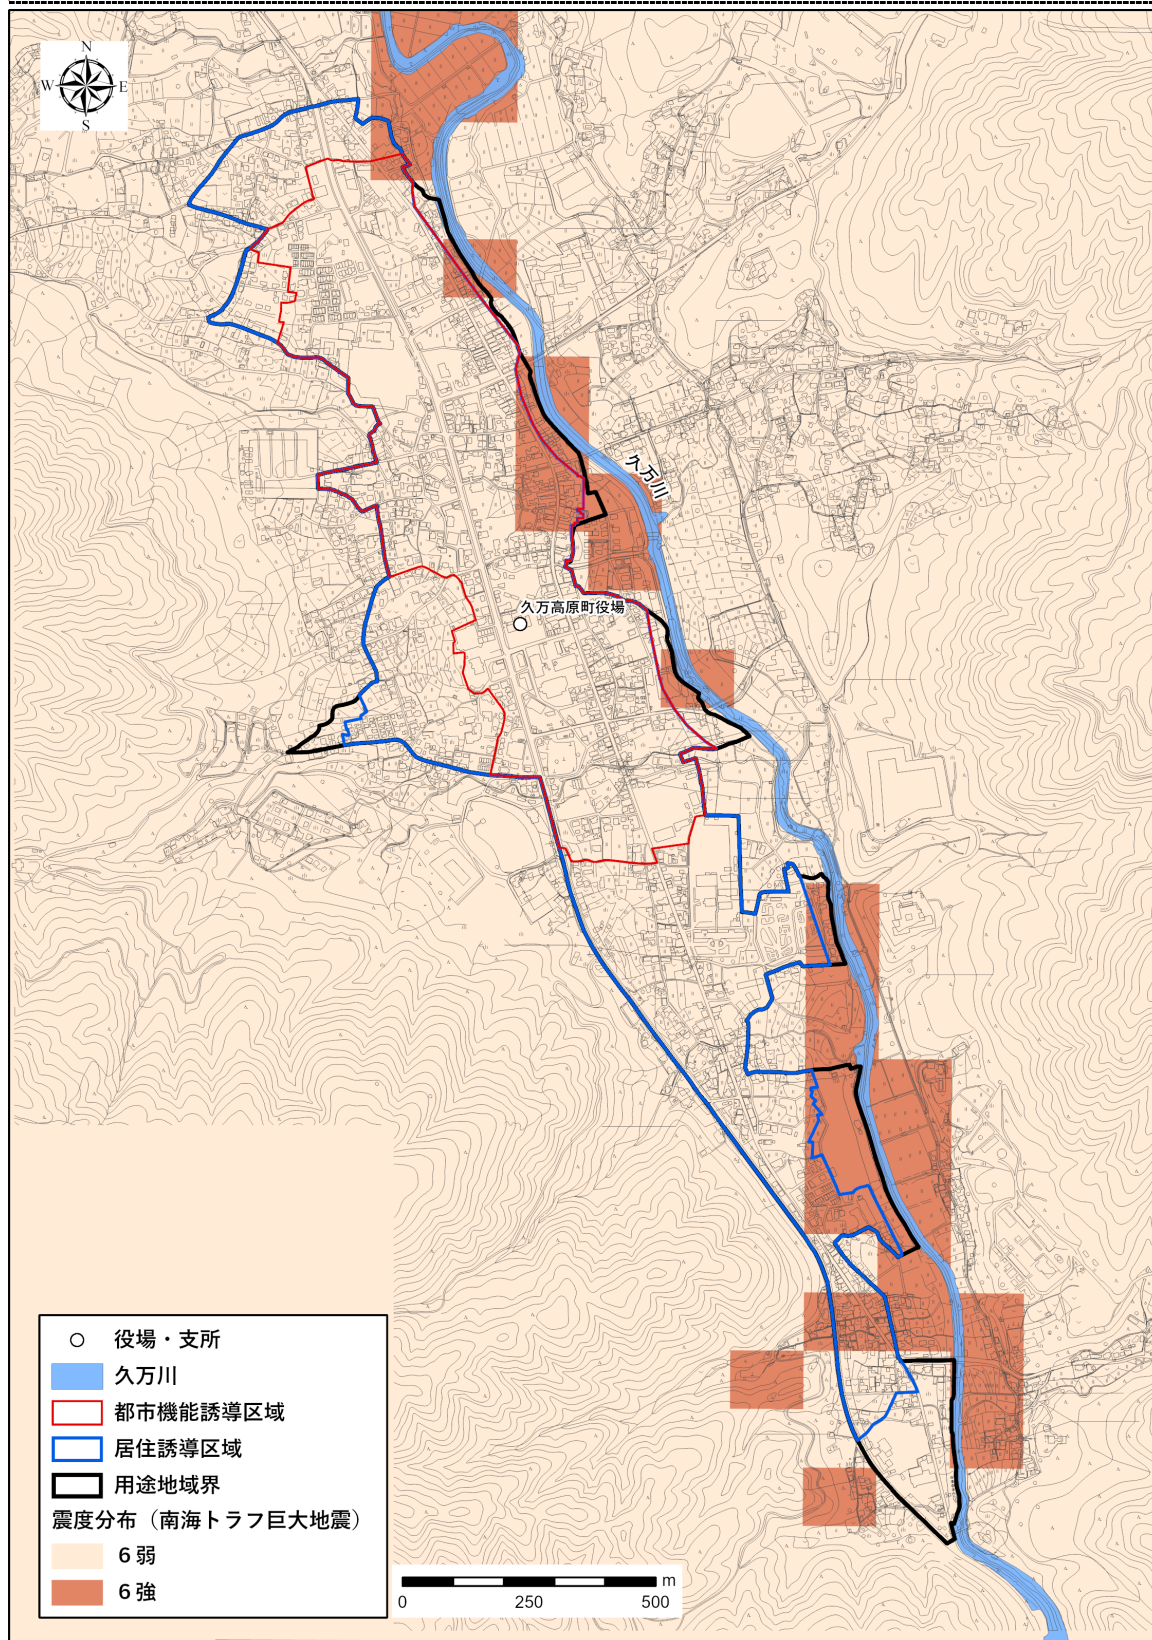 N
W E
S
久万川
久万高原町役場
役場・支所
久万川
都市機能誘導区域
居住誘導区域
用途地域界
震度分布（南海トラフ巨大地震）
６弱
６強
m
0 250 500